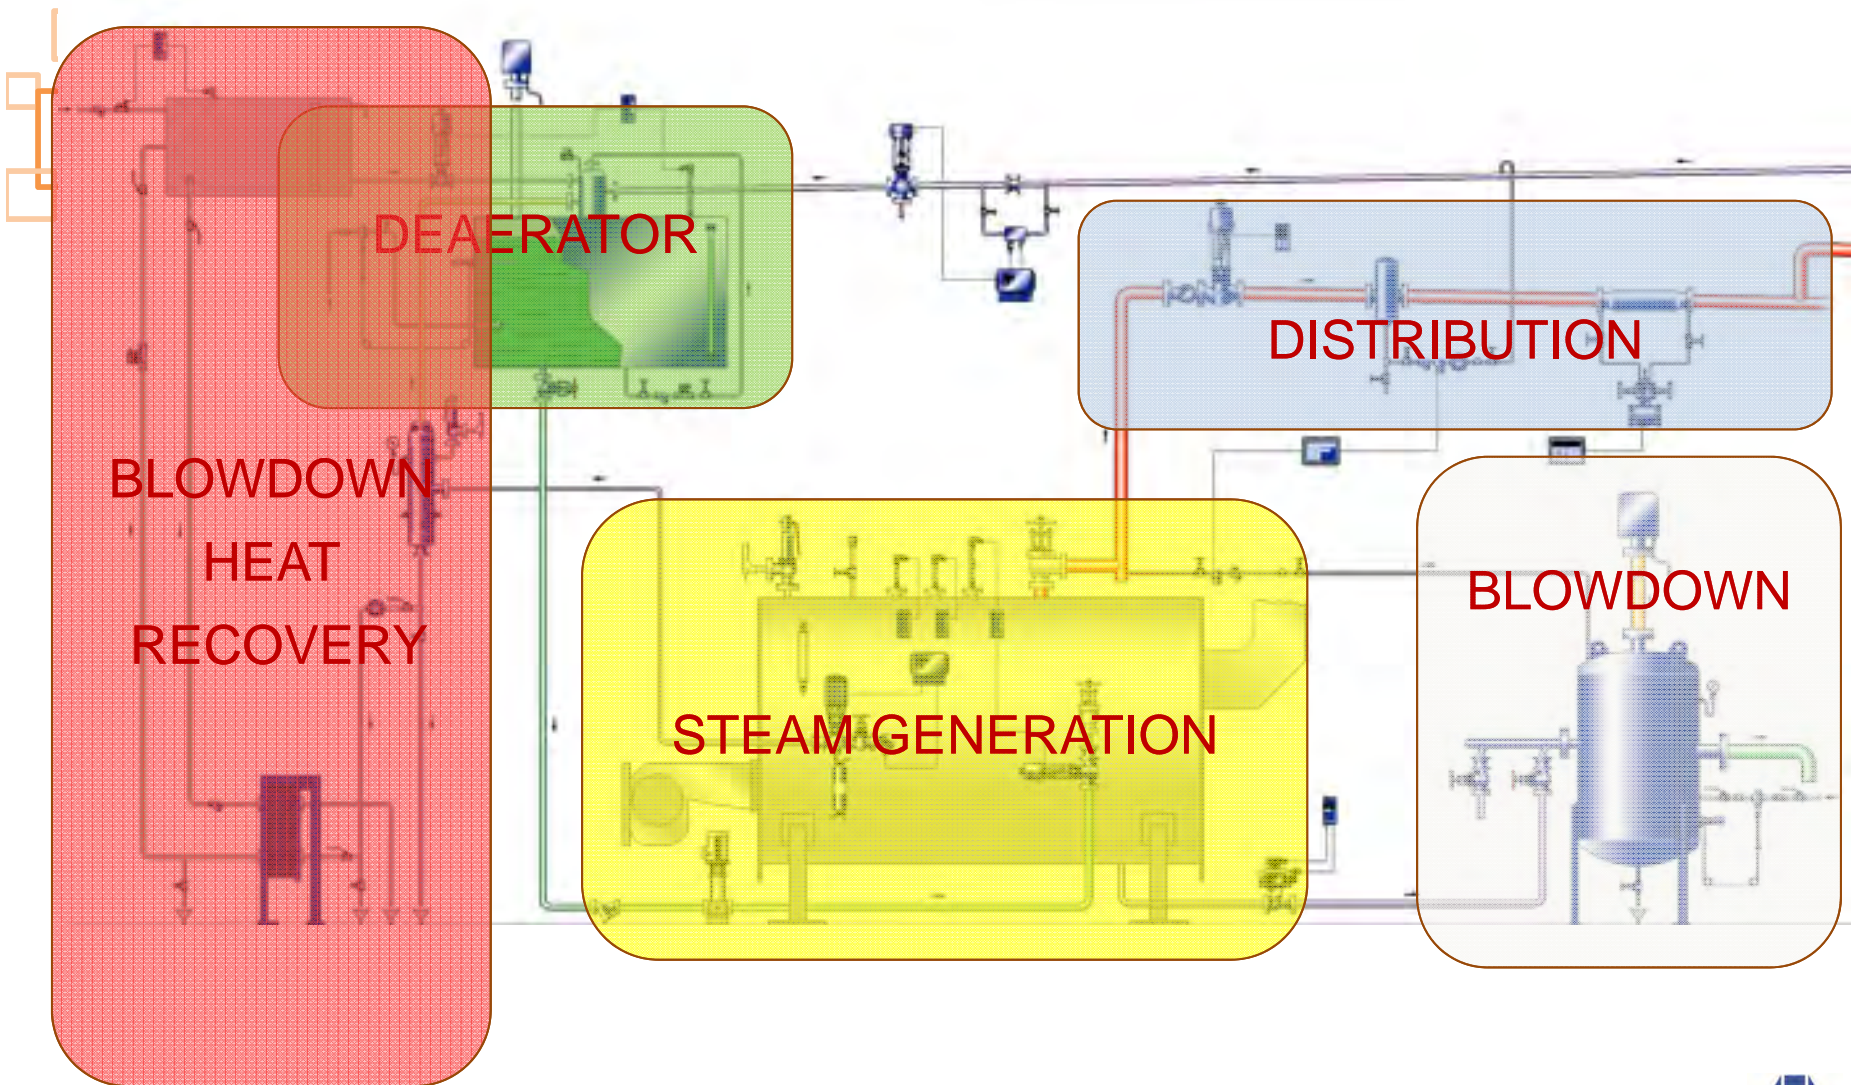 DEAERATOR
DISTRIBUTION
BLOWDOWN
HEAT
RECOVERY
BLOWDOWN
STEAM GENERATION